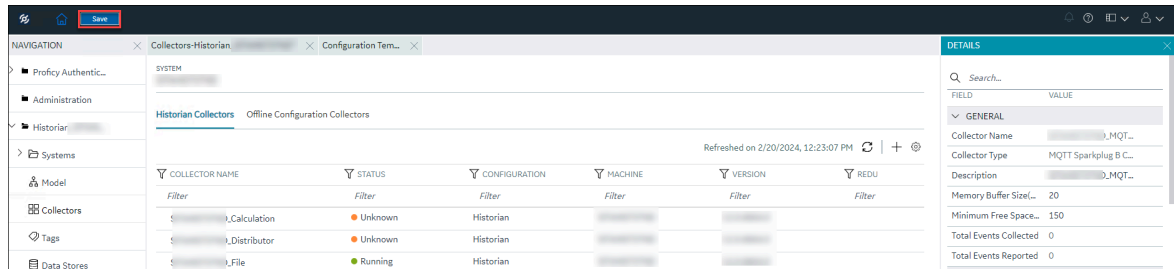 Save
NAVIGATION
Collectors-Historian
Configuration Tem...
DETAILS
Proficy Authentic...
Administration
Historian
Systems
Model
Collectors
Tags
Data Stores
SYSTEM
Historian Collectors Offline Configuration Collectors
Refreshed on 2/20/2024, 12:23:07 PM
COLLECTOR NAME STATUS CONFIGURATION MACHINE VERSION REDU
Filter Filter Filter Filter Filter Filter
_Calculation Unknown Historian
_Distributor Unknown Historian
_File Running Historian
Search...
FIELD VALUE
GENERAL
Collector Name _MQT...
Collector Type MQTT Sparkplug B C...
Description _MQT...
Memory Buffer Size(... 20
Minimum Free Space... 150
Total Events Collected 0
Total Events Reported 0